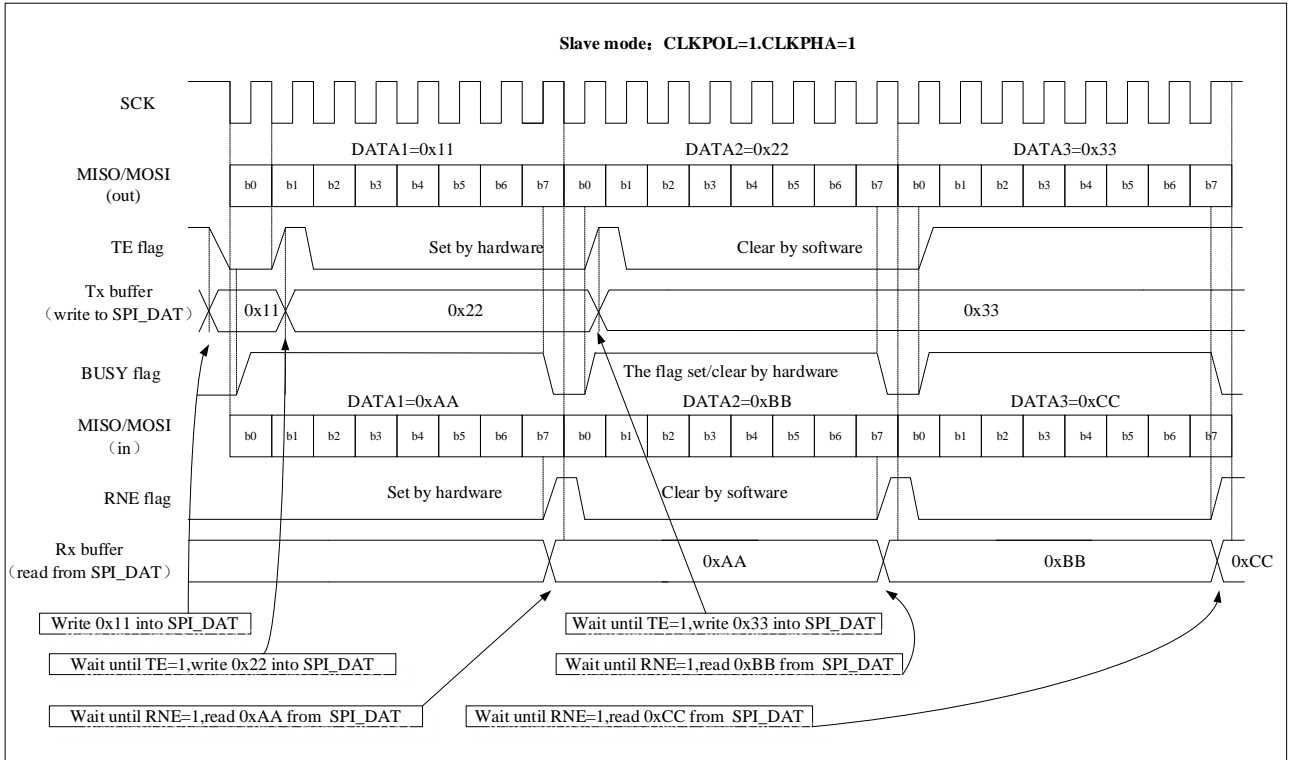 Slave mode：CLKPOL=1.CLKPHA=1
SCK
DATA1=0x11 DATA2=0x22 DATA3=0x33
MISO/MOSI
(out)
b0 b1 b2 b3 b4 b5 b6 b7 b0 b1 b2 b3 b4 b5 b6 b7 b0 b1 b2 b3 b4 b5 b6 b7
TE flag Set by hardware Clear by software
Tx buffer
（write to SPI_DAT）
0x11 0x22 0x33
BUSY flag The flag set/clear by hardware
DATA1=0xAA DATA2=0xBB DATA3=0xCC
MISO/MOSI
（in）
b0 b1 b2 b3 b4 b5 b6 b7 b0 b1 b2 b3 b4 b5 b6 b7 b0 b1 b2 b3 b4 b5 b6 b7
RNE flag Set by hardware Clear by software
Rx buffer
（read from SPI_DAT）
0xAA 0xBB 0xCC
Write 0x11 into SPI_DAT Wait until TE=1,write 0x33 into SPI_DAT
Wait until TE=1,write 0x22 into SPI_DAT Wait until RNE=1,read 0xBB from SPI_DAT
Wait until RNE=1,read 0xAA from SPI_DAT Wait until RNE=1,read 0xCC from SPI_DAT